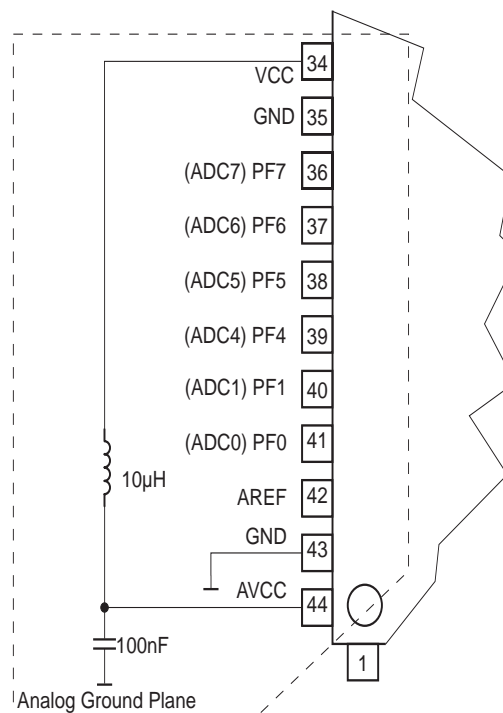 VCC 34
GND 35
(ADC7) PF7 36
(ADC6) PF6 37
(ADC5) PF5 38
(ADC4) PF4 39
(ADC1) PF1 40
(ADC0) PF0 41
10µH
AREF 42
GND 43
AVCC 44
100nF
1
Analog Ground Plane